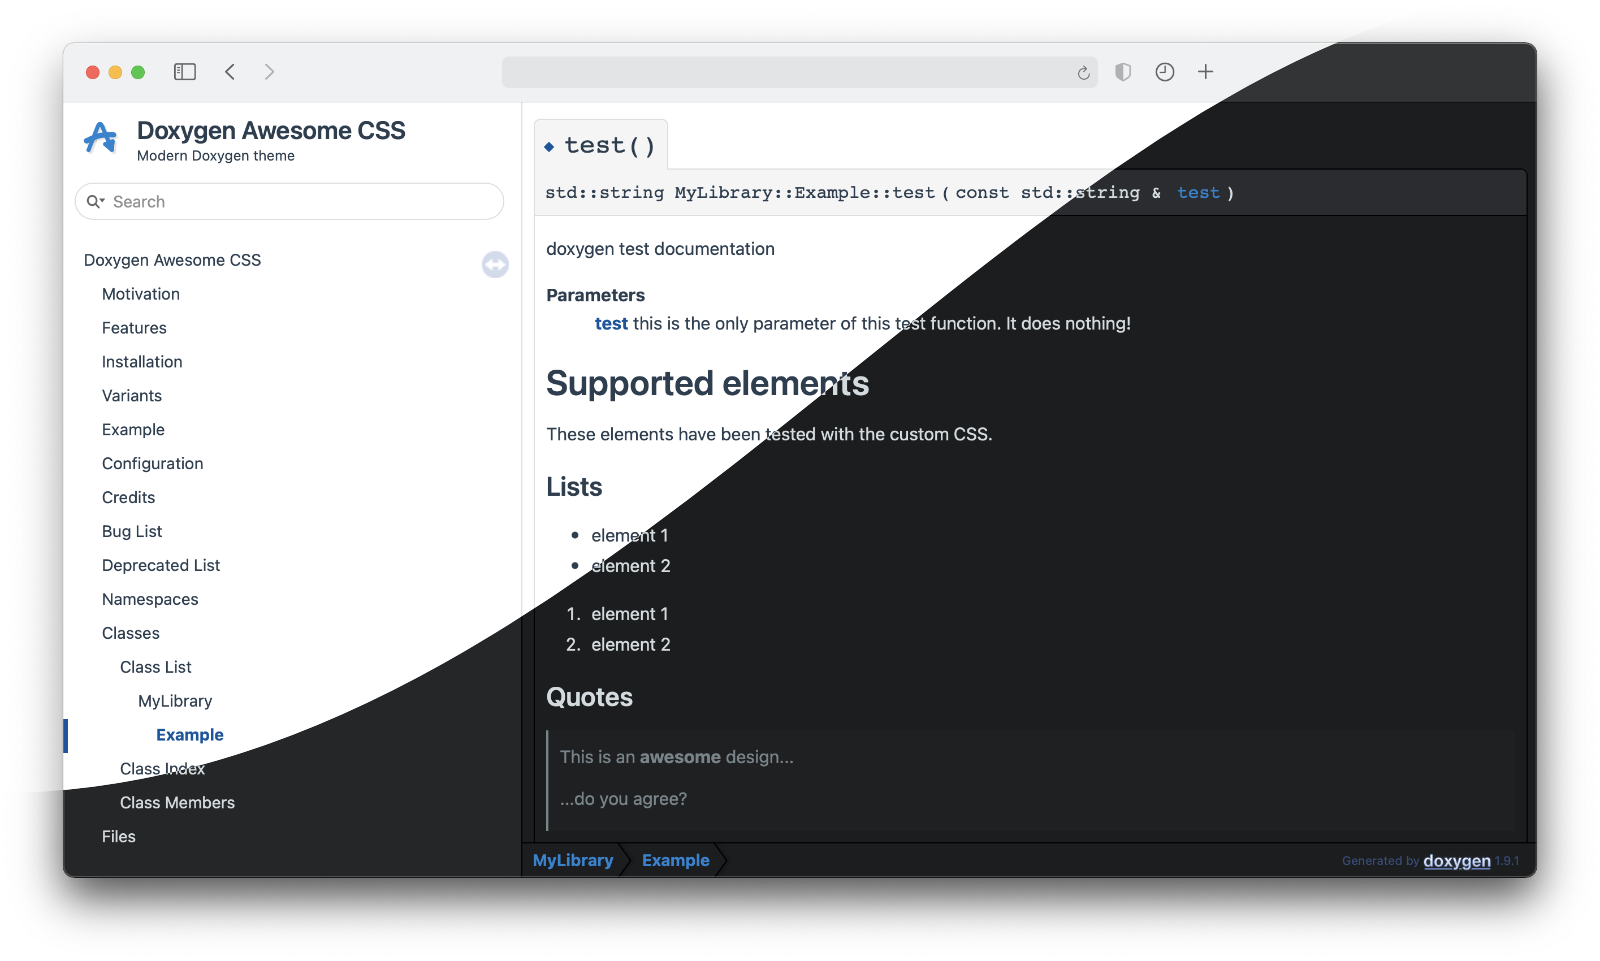 Doxygen Awesome CSS
Modern Doxygen theme
Search
Doxygen Awesome CSS
Motivation
Features
Installation
Variants
Example
Configuration
Credits
Bug List
Deprecated List
Namespaces
Classes
Class List
MyLibrary
Example
Class Index
Class Members
Files
test()
std::string MyLibrary::Example::test ( const std::string & test )
doxygen test documentation
Parameters
test this is the only parameter of this test function. It does nothing!
Supported elements
These elements have been tested with the custom CSS.
Lists
• element 1
• element 2
1. element 1
2. element 2
Quotes
This is an awesome design...
...do you agree?
MyLibrary Example
Generated by doxygen 1.9.1